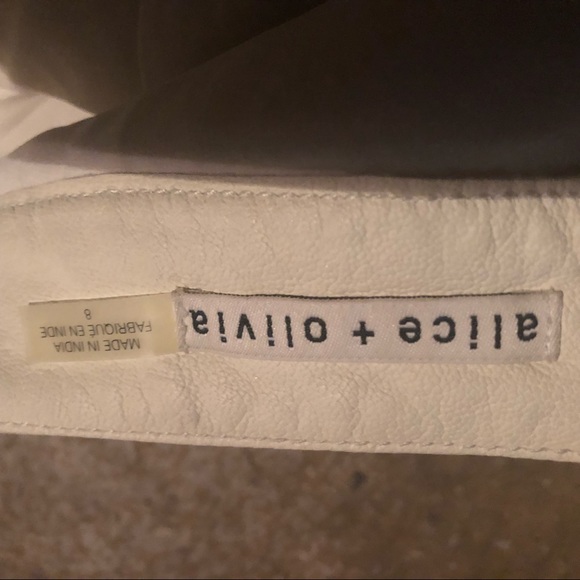 alice + olivia
MADE IN INDIA
FABRIQUE EN INDE
8